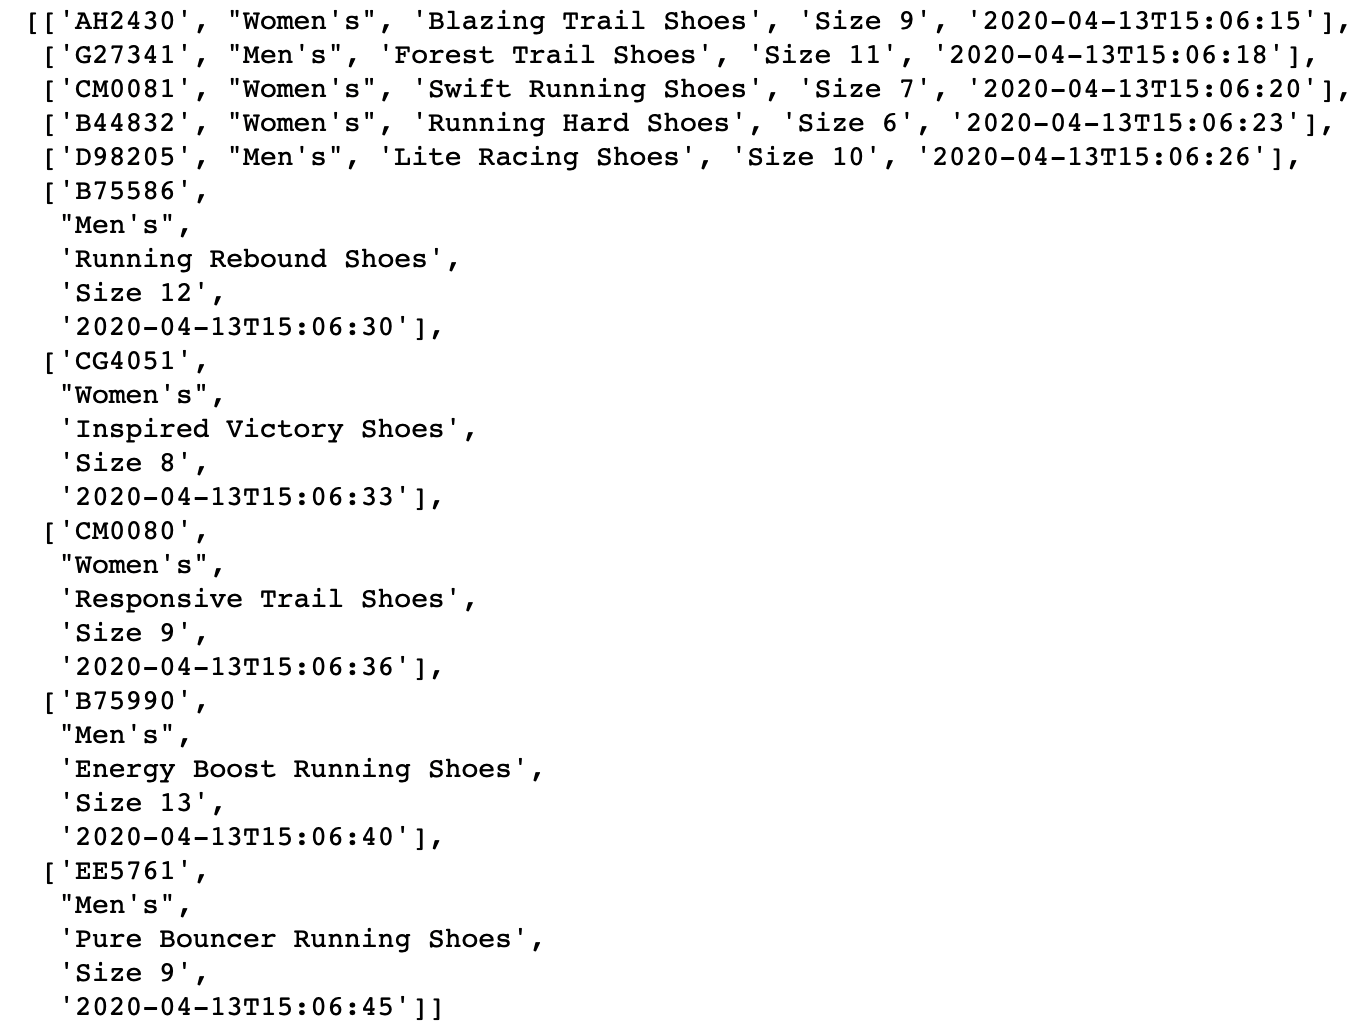 [['AH2430', "Women's", 'Blazing Trail Shoes', 'Size 9', '2020-04-13T15:06:15'],
['G27341', "Men's", 'Forest Trail Shoes', 'Size 11', '2020-04-13T15:06:18'],
['CM0081', "Women's", 'Swift Running Shoes', 'Size 7', '2020-04-13T15:06:20'],
['B44832', "Women's", 'Running Hard Shoes', 'Size 6', '2020-04-13T15:06:23'],
['D98205', "Men's", 'Lite Racing Shoes', 'Size 10', '2020-04-13T15:06:26'],
['B75586',
"Men's",
'Running Rebound Shoes',
'Size 12',
'2020-04-13T15:06:30'],
['CG4051',
"Women's",
'Inspired Victory Shoes',
'Size 8',
'2020-04-13T15:06:33'],
['CM0080',
"Women's",
'Responsive Trail Shoes',
'Size 9',
'2020-04-13T15:06:36'],
['B75990',
"Men's",
'Energy Boost Running Shoes',
'Size 13',
'2020-04-13T15:06:40'],
['EE5761',
"Men's",
'Pure Bouncer Running Shoes',
'Size 9',
'2020-04-13T15:06:45']]